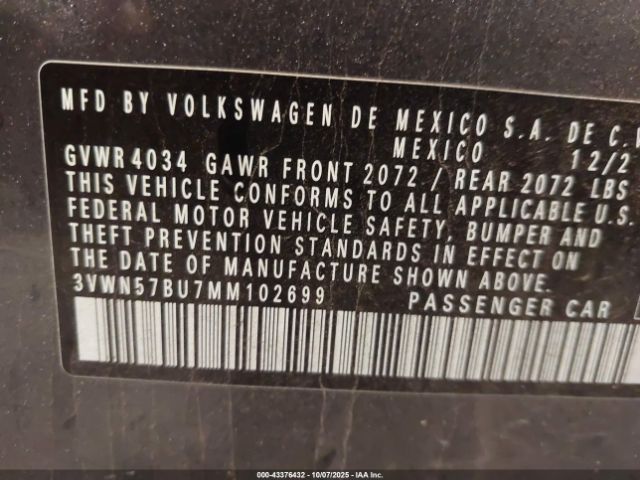 MFD BY VOLKSWAGEN DE MEXICO S.A. DE C.V
MEXICO 12/2
GVWR 4034 GAWR FRONT 2072 / REAR 2072 LBS
THIS VEHICLE CONFORMS TO ALL APPLICABLE U.S.
FEDERAL MOTOR VEHICLE SAFETY, BUMPER AND
THEFT PREVENTION STANDARDS IN EFFECT ON
THE DATE OF MANUFACTURE SHOWN ABOVE.
3VWN57BU7MM102699 PASSENGER CAR
000-43376432 - 10/07/2025 - IAA, Inc.